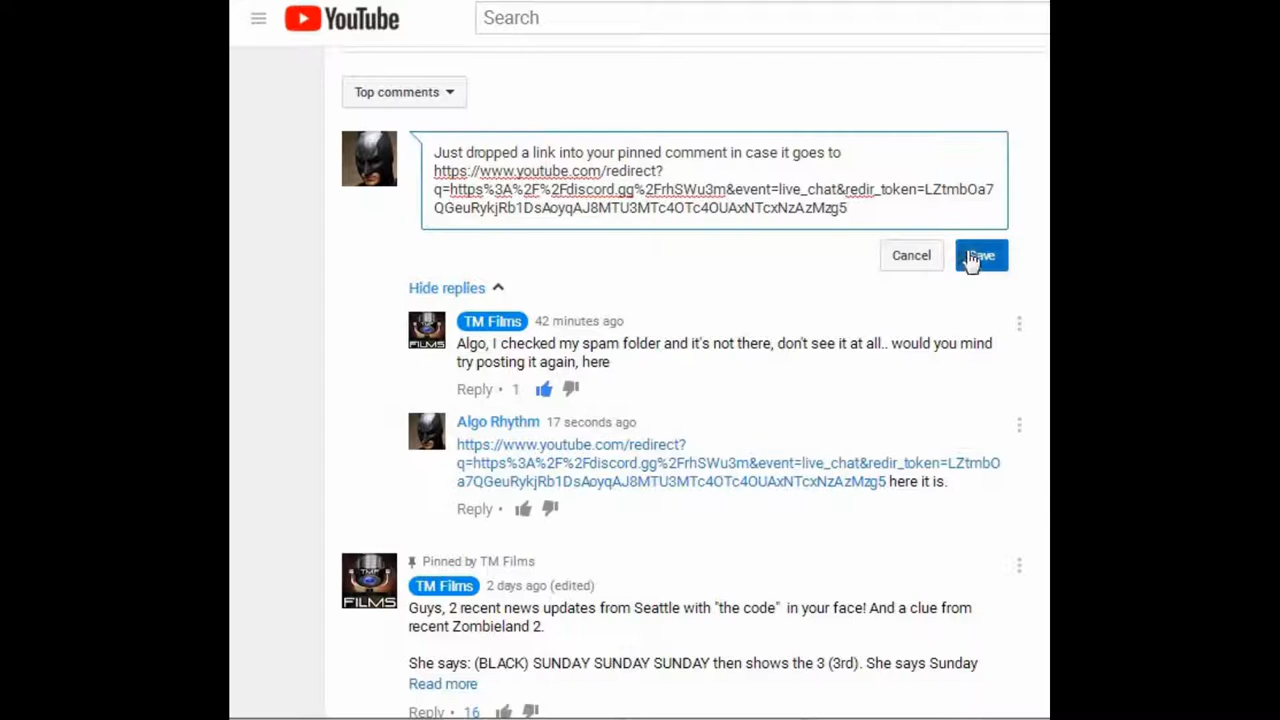 YouTube
Search
Top comments
Just dropped a link into your pinned comment in case it goes to
https://www.youtube.com/redirect?
q=https%3A%2F%2Fdiscord.gg%2FrhSWu3m&event=live_chat&redir_token=LZtmbOa7
QGeuRykjRb1DsAoyqAJ8MTU3MTc4OTc4OUAxNTcxNzAzMzg5
Cancel
Hide replies
TM Films 42 minutes ago
Algo, I checked my spam folder and it's not there, don't see it at all.. would you mind
try posting it again, here
Reply • 1
Algo Rhythm 17 seconds ago
https://www.youtube.com/redirect?
q=https%3A%2F%2Fdiscord.gg%2FrhSWu3m&event=live_chat&redir_token=LZtmbO
a7QGeuRykjRb1DsAoyqAJ8MTU3MTc4OTc4OUAxNTcxNzAzMzg5 here it is.
Reply •
Pinned by TM Films
TM Films 2 days ago (edited)
FILMS
Guys, 2 recent news updates from Seattle with "the code" in your face! And a clue from
recent Zombieland 2.
She says: (BLACK) SUNDAY SUNDAY SUNDAY then shows the 3 (3rd). She says Sunday
Read more
Reply • 16